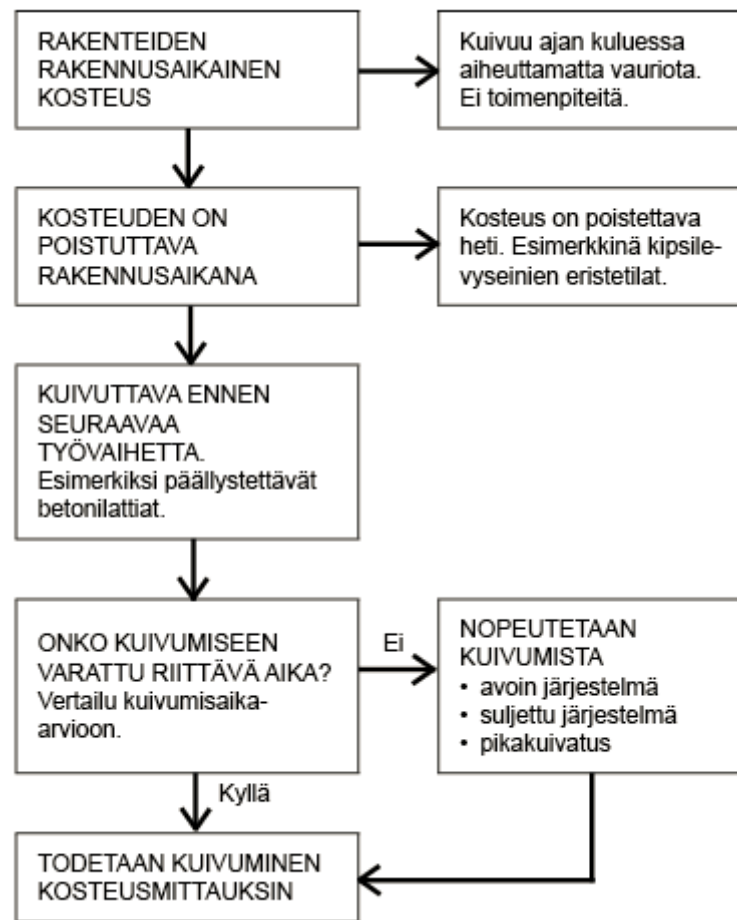 RAKENTEIDEN
RAKENNUSAIKAINEN
KOSTEUS
Kuivuu ajan kuluessa
aiheuttamatta vauriota.
Ei toimenpiteitä.
KOSTEUDEN ON
POISTUTTAVA
RAKENNUSAIKANA
Kosteus on poistettava
heti. Esimerkkinä kipsile-
vyseinien eristetilat.
KUIVUTTAVA ENNEN
SEURAAVAA
TYÖVAIHETTA.
Esimerkiksi päällystettävät
betonilattiat.
ONKO KUIVUMISEEN
VARATTU RIITTÄVÄ AIKA?
Vertailu kuivumisaika-
arvioon.
Ei
NOPEUTETAAN
KUIVUMISTA
• avoin järjestelmä
• suljettu järjestelmä
• pikakuivatus
Kyllä
TODETAAN KUIVUMINEN
KOSTEUSMITTAUKSIN